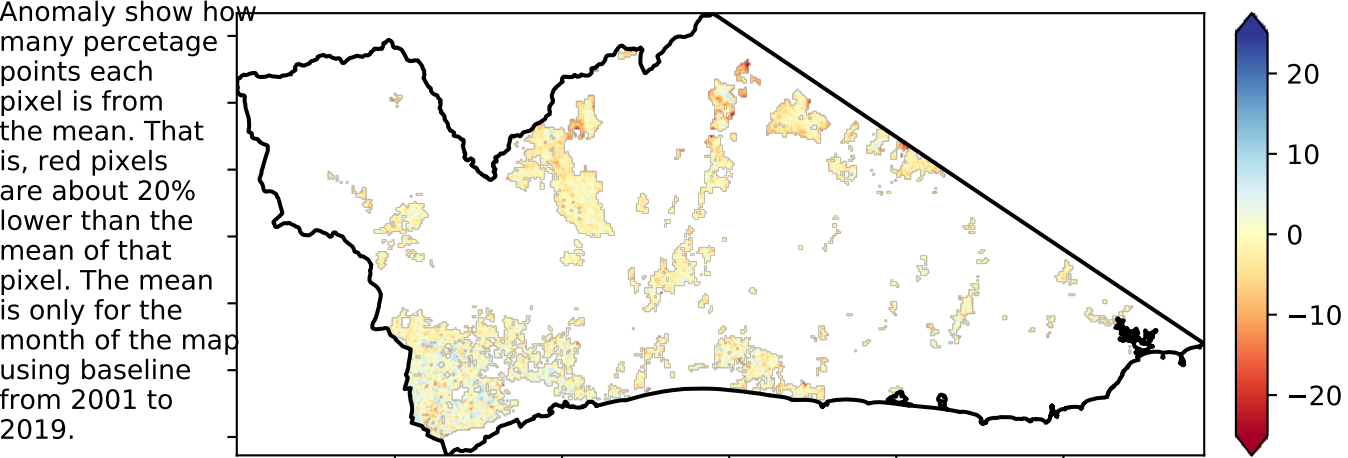 Anomaly show how
many percetage
points each
pixel is from
the mean. That
is, red pixels
are about 20%
lower than the
mean of that
pixel. The mean
is only for the
month of the map
using baseline
from 2001 to
2019.
20
10
0
−10
−20